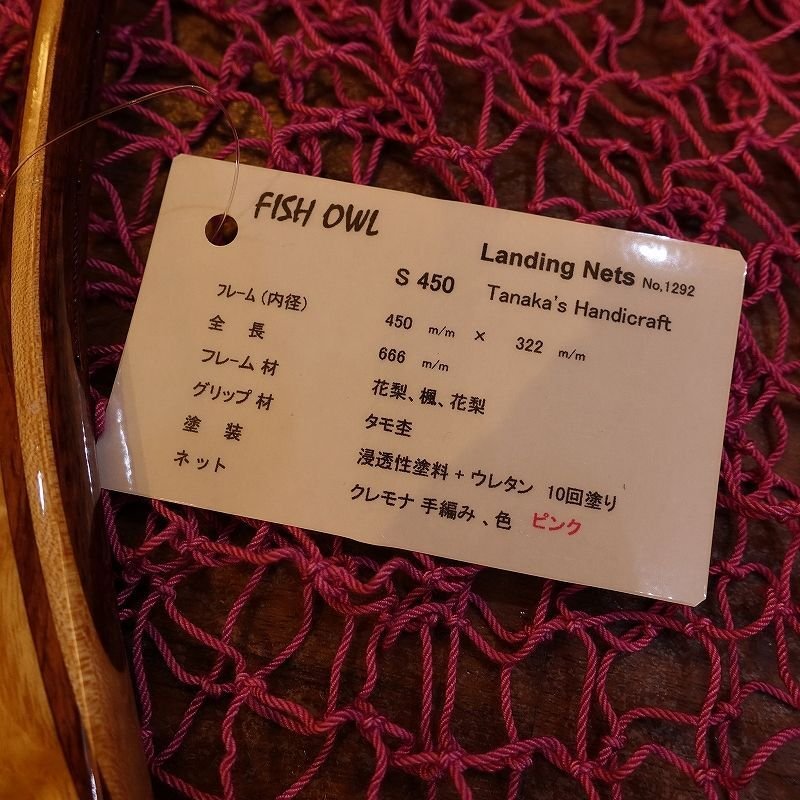 FISH OWL
Landing Nets No,1292
S 450 Tanaka's Handicraft
フレーム (内径) 450 m/m × 322 m/m
全 長 666 m/m
フレーム 材 花梨、楓、花梨
グリップ 材 タモ杢
塗 装 浸透性塗料 + ウレタン 10回塗り
ネット クレモナ 手編み 、色 ピンク